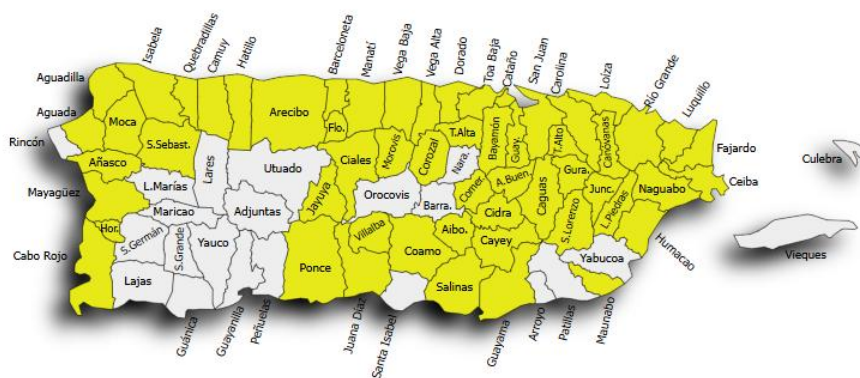 Isabela
Quebradillas
Camuy
Hatillo
Barceloneta
Manatí
Vega Baja
Vega Alta
Dorado
Toa Baja
Cataño
San Juan
Carolina
Loíza
Río Grande
Luquillo
Aguadilla
Aguada
Rincón
Moca
S.Sebast.
Arecibo
Flo.
Añasco
Mayagüez
Lares
Utuado
Ciales
Morovis
Corozal
T.Alta
Nara.
Bayamón
Guay.
T.Alto
Canóvanas
Fajardo
Culebra
Ceiba
L.Marías
Maricao
Adjuntas
Jayuya
Orocovis
Barra.
Comer.
A.Buen.
Cidra
Caguas
Gura.
Junc.
S.Lorenzo
L.Piedras
Naguabo
Hor.
Cabo Rojo
S.Germán
S.Grande
Yauco
Villalba
Coamo
Aibo.
Cayey
Yabucoa
Humacao
Vieques
Lajas
Ponce
Salinas
Guánica
Guayanilla
Peñuelas
Juana Díaz
Santa Isabel
Guayama
Arroyo
Patillas
Maunabo